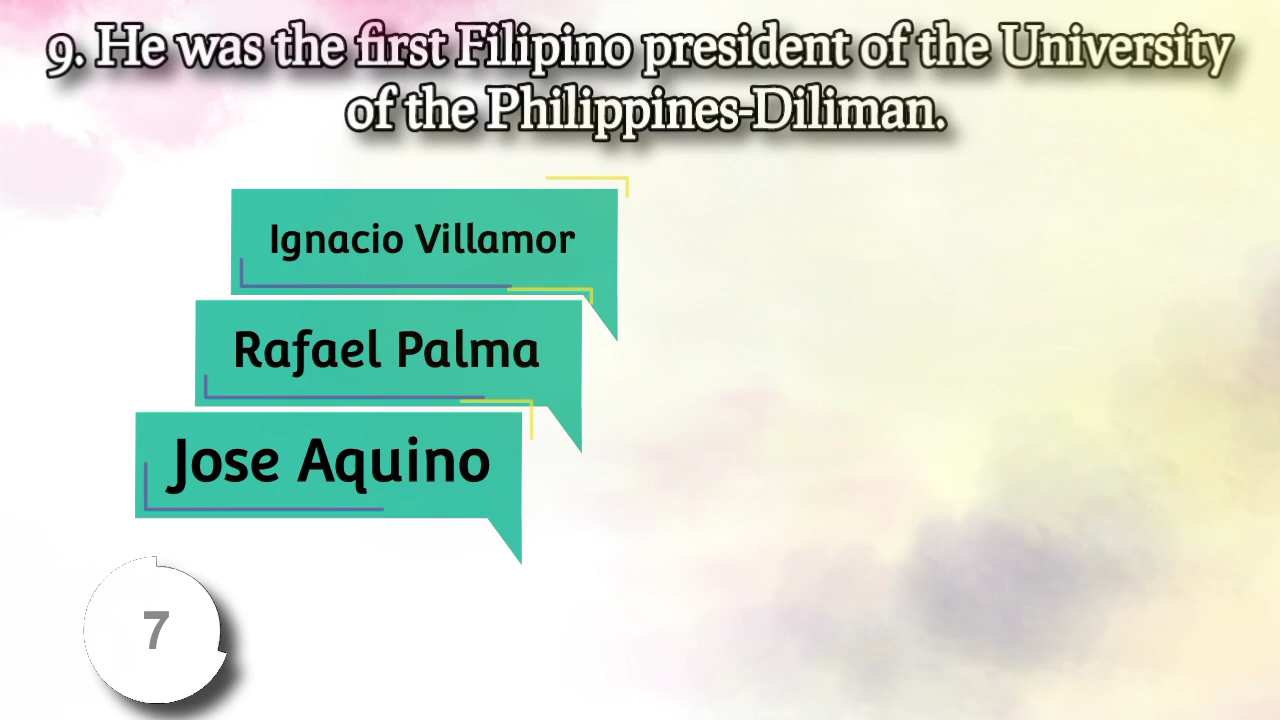 9. He was the first Filipino president of the University
of the Philippines-Diliman.
Ignacio Villamor
Rafael Palma
Jose Aquino
7